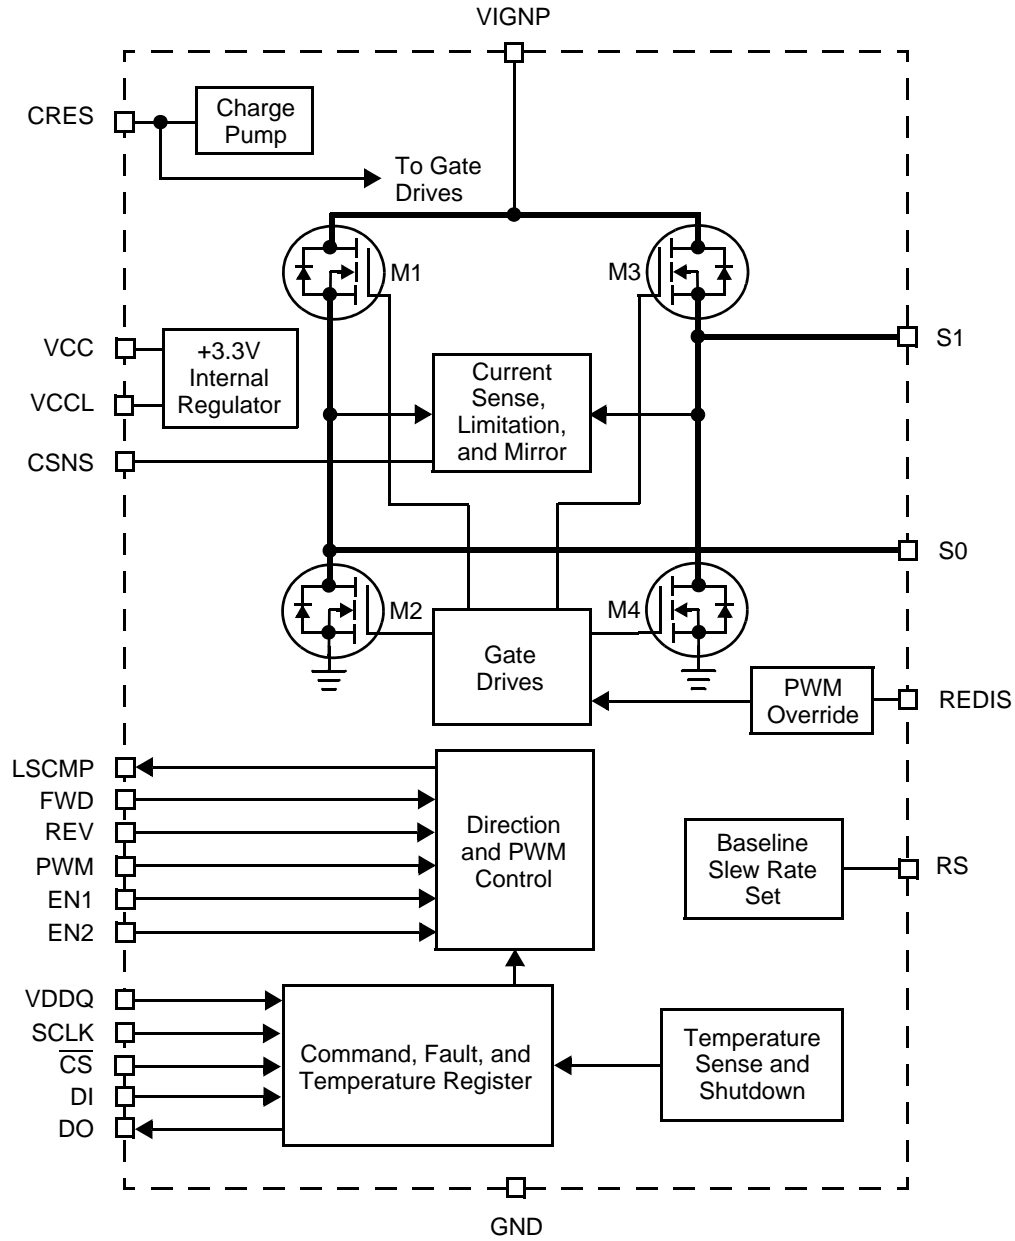 VIGNP
CRES
Charge
Pump
To Gate
Drives
M1
M3
VCC
+3.3V
Internal
Regulator
VCCL
Current
Sense,
Limitation,
and Mirror
S1
CSNS
S0
M2
M4
Gate
Drives
PWM
Override
REDIS
LSCMP
FWD
REV
PWM
EN1
EN2
Direction
and PWM
Control
Baseline
Slew Rate
Set
RS
VDDQ
SCLK
C̅S̅
DI
DO
Command, Fault, and
Temperature Register
Temperature
Sense and
Shutdown
GND